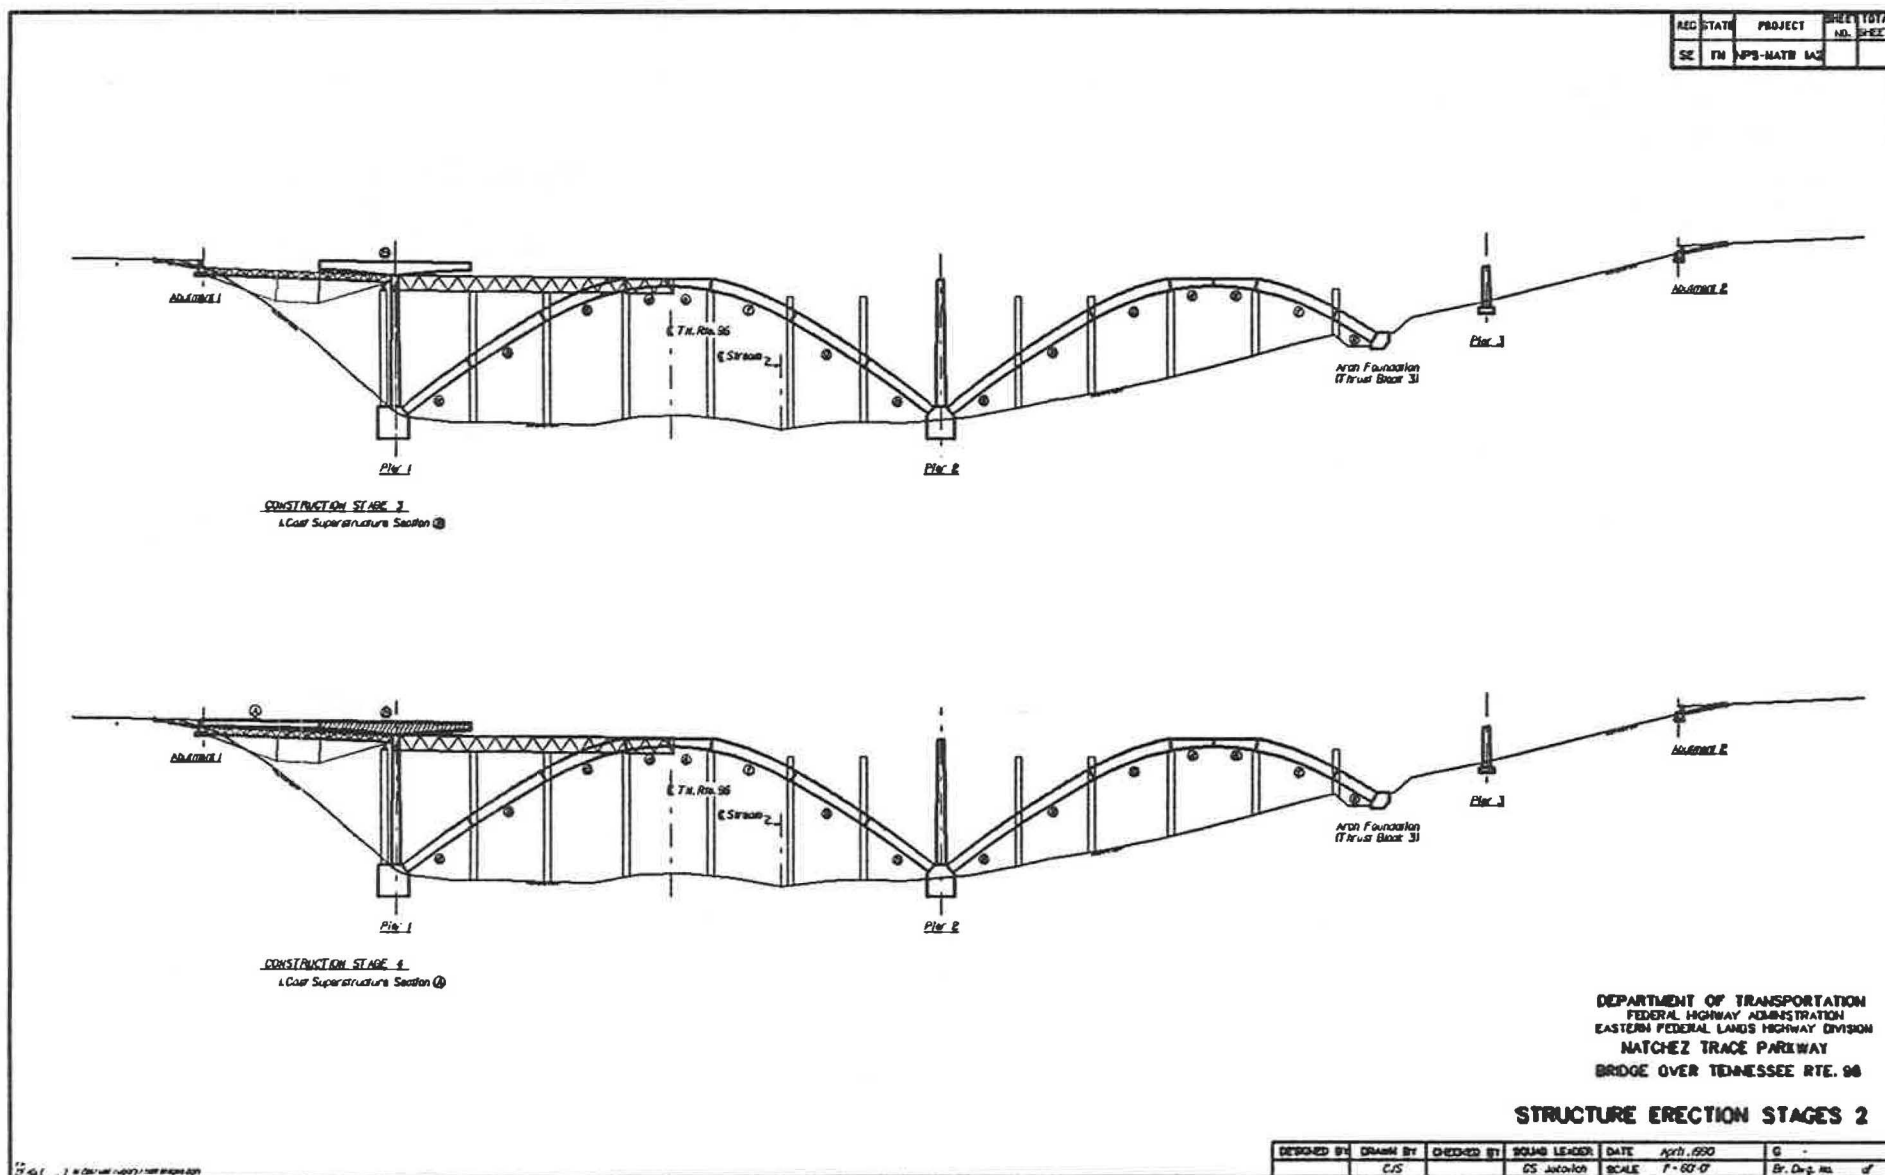 REG STATE PROJECT SHEET NO. TOTAL SHEETS
SE TN NPS-NATR 1A2
Abutment 1
℄ TN. Rte. 96
℄ Stream
Arch Foundation
(Thrust Block 3)
Pier 3
Abutment 2
Pier 1
Pier 2
CONSTRUCTION STAGE 3
1. Cast Superstructure Section Ⓑ
Abutment 1
℄ TN. Rte. 96
℄ Stream
Arch Foundation
(Thrust Block 3)
Pier 3
Abutment 2
Pier 1
Pier 2
CONSTRUCTION STAGE 4
1. Cast Superstructure Section Ⓐ
DEPARTMENT OF TRANSPORTATION
FEDERAL HIGHWAY ADMINISTRATION
EASTERN FEDERAL LANDS HIGHWAY DIVISION
NATCHEZ TRACE PARKWAY
BRIDGE OVER TENNESSEE RTE. 96
STRUCTURE ERECTION STAGES 2
DESIGNED BY DRAWN BY CHECKED BY SQUAD LEADER DATE April, 1990
CJS SCALE 1"=60'-0" Br. Dwg. No. of